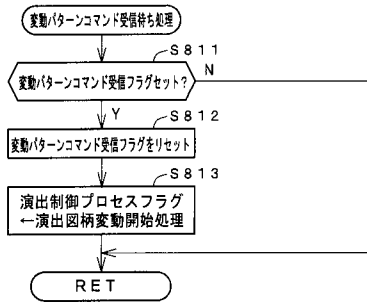 変動パターンコマンド受信待ち処理
S811
変動パターンコマンド受信フラグセット?
N
Y
S812
変動パターンコマンド受信フラグをリセット
S813
演出制御プロセスフラグ
←演出図柄変動開始処理
RET